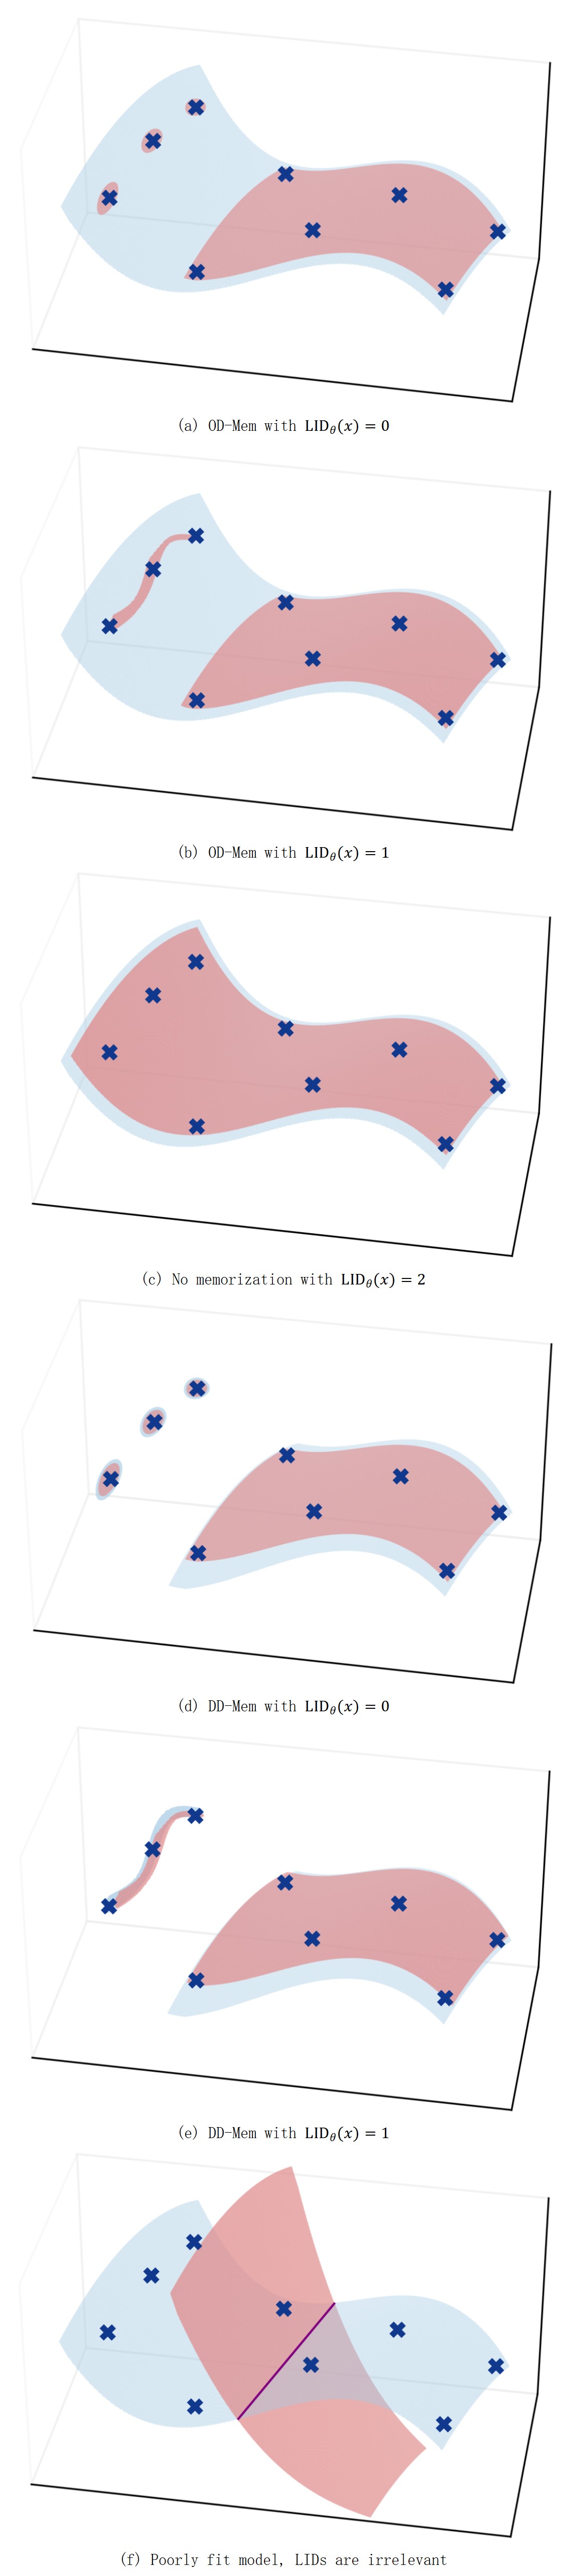 (a) OD-Mem with LIDθ(x) = 0
(b) OD-Mem with LIDθ(x) = 1
(c) No memorization with LIDθ(x) = 2
(d) DD-Mem with LIDθ(x) = 0
(e) DD-Mem with LIDθ(x) = 1
(f) Poorly fit model, LIDs are irrelevant